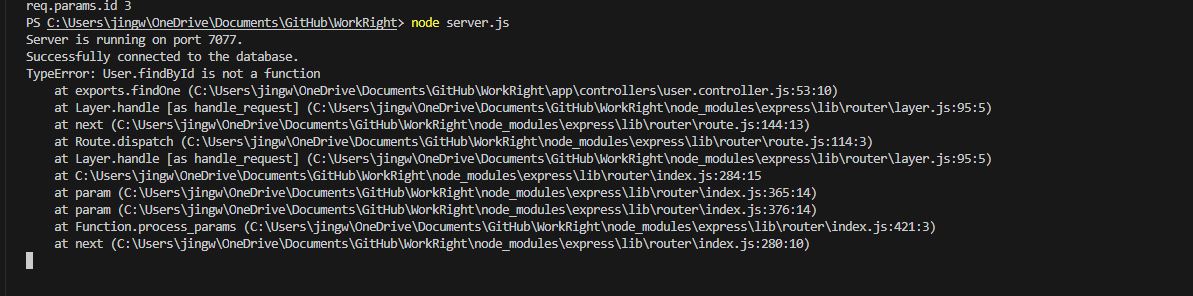 req.params.id 3
PS C:\Users\jingw\OneDrive\Documents\GitHub\WorkRight> node server.js
Server is running on port 7077.
Successfully connected to the database.
TypeError: User.findById is not a function
    at exports.findOne (C:\Users\jingw\OneDrive\Documents\GitHub\WorkRight\app\controllers\user.controller.js:53:10)
    at Layer.handle [as handle_request] (C:\Users\jingw\OneDrive\Documents\GitHub\WorkRight\node_modules\express\lib\router\layer.js:95:5)
    at next (C:\Users\jingw\OneDrive\Documents\GitHub\WorkRight\node_modules\express\lib\router\route.js:144:13)
    at Route.dispatch (C:\Users\jingw\OneDrive\Documents\GitHub\WorkRight\node_modules\express\lib\router\route.js:114:3)
    at Layer.handle [as handle_request] (C:\Users\jingw\OneDrive\Documents\GitHub\WorkRight\node_modules\express\lib\router\layer.js:95:5)
    at C:\Users\jingw\OneDrive\Documents\GitHub\WorkRight\node_modules\express\lib\router\index.js:284:15
    at param (C:\Users\jingw\OneDrive\Documents\GitHub\WorkRight\node_modules\express\lib\router\index.js:365:14)
    at param (C:\Users\jingw\OneDrive\Documents\GitHub\WorkRight\node_modules\express\lib\router\index.js:376:14)
    at Function.process_params (C:\Users\jingw\OneDrive\Documents\GitHub\WorkRight\node_modules\express\lib\router\index.js:421:3)
    at next (C:\Users\jingw\OneDrive\Documents\GitHub\WorkRight\node_modules\express\lib\router\index.js:280:10)